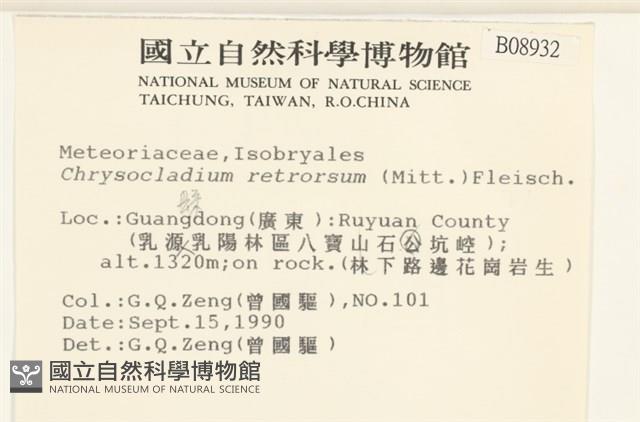 國立自然科學博物館
B08932
NATIONAL MUSEUM OF NATURAL SCIENCE
TAICHUNG, TAIWAN, R.O.CHINA
Meteoriaceae,Isobryales
Chrysocladium retrorsum (Mitt.)Fleisch.
縣
Loc.:Guangdong(廣東):Ruyuan County
(乳源乳陽林區八寶山石公坑崆);
alt.1320m;on rock.(林下路邊花崗岩生)
Col.:G.Q.Zeng(曾國驅),NO.101
Date:Sept.15,1990
Det.:G.Q.Zeng(曾國驅)
國立自然科學博物館
NATIONAL MUSEUM OF NATURAL SCIENCE